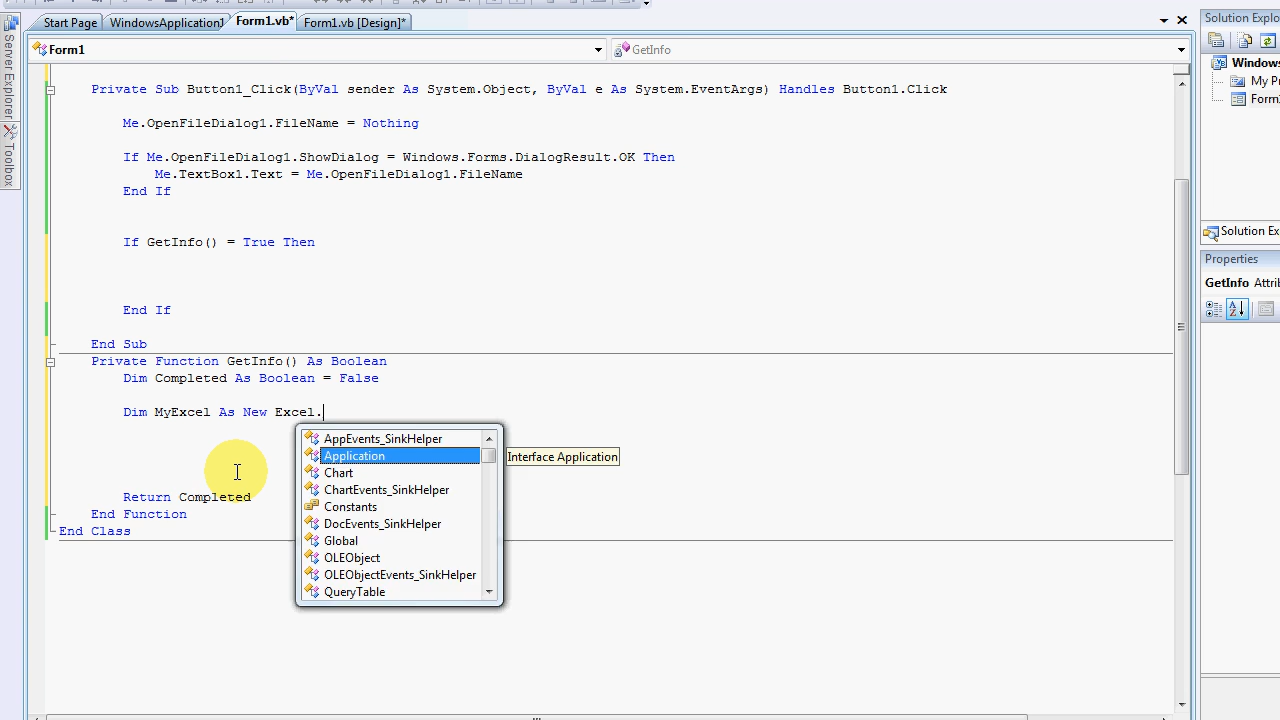 Start Page
WindowsApplication1
Form1.vb*
Form1.vb [Design]*
Solution Explo
Form1
GetInfo
Server Explorer
Toolbox
Windows
My P
Form1
Private Sub Button1_Click(ByVal sender As System.Object, ByVal e As System.EventArgs) Handles Button1.Click
Me.OpenFileDialog1.FileName = Nothing
If Me.OpenFileDialog1.ShowDialog = Windows.Forms.DialogResult.OK Then
Me.TextBox1.Text = Me.OpenFileDialog1.FileName
End If
If GetInfo() = True Then
End If
End Sub
Private Function GetInfo() As Boolean
Dim Completed As Boolean = False
Dim MyExcel As New Excel.
AppEvents_SinkHelper
Application
Interface Application
Chart
ChartEvents_SinkHelper
Constants
DocEvents_SinkHelper
Global
OLEObject
OLEObjectEvents_SinkHelper
QueryTable
Return Completed
End Function
End Class
Solution Ex
Properties
GetInfo Attri